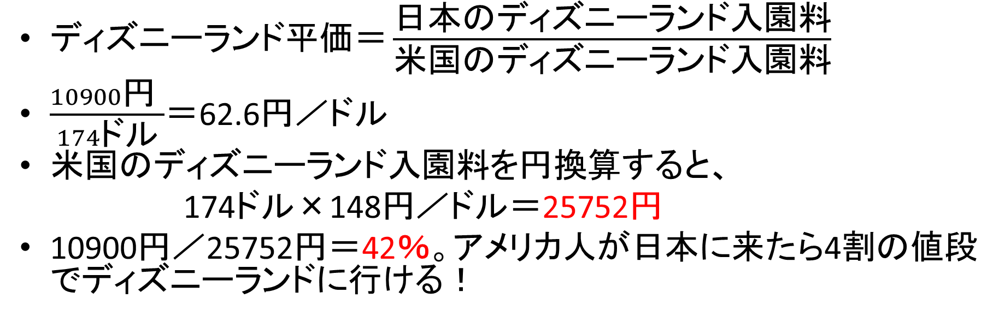 • ディズニーランド平価＝日本のディズニーランド入園料/米国のディズニーランド入園料
• 10900円/174ドル＝62.6円／ドル
• 米国のディズニーランド入園料を円換算すると、
174ドル×148円／ドル＝25752円
• 10900円／25752円＝42％。アメリカ人が日本に来たら4割の値段
でディズニーランドに行ける！